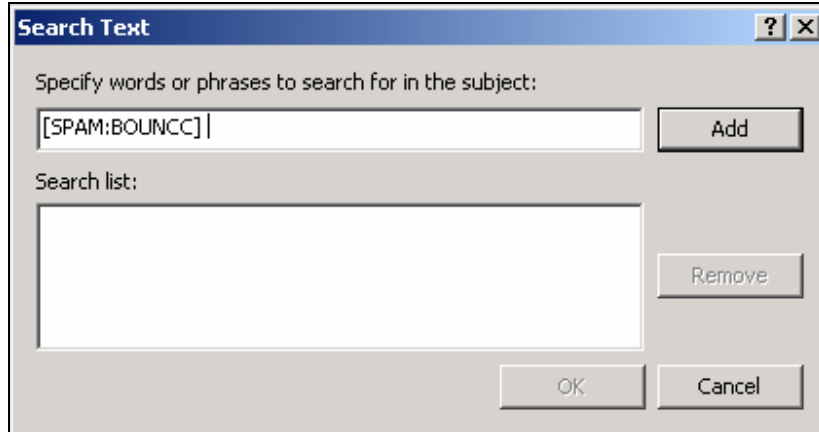 Search Text
Specify words or phrases to search for in the subject:
[SPAM:BOUNCC]
Add
Search list:
Remove
OK
Cancel